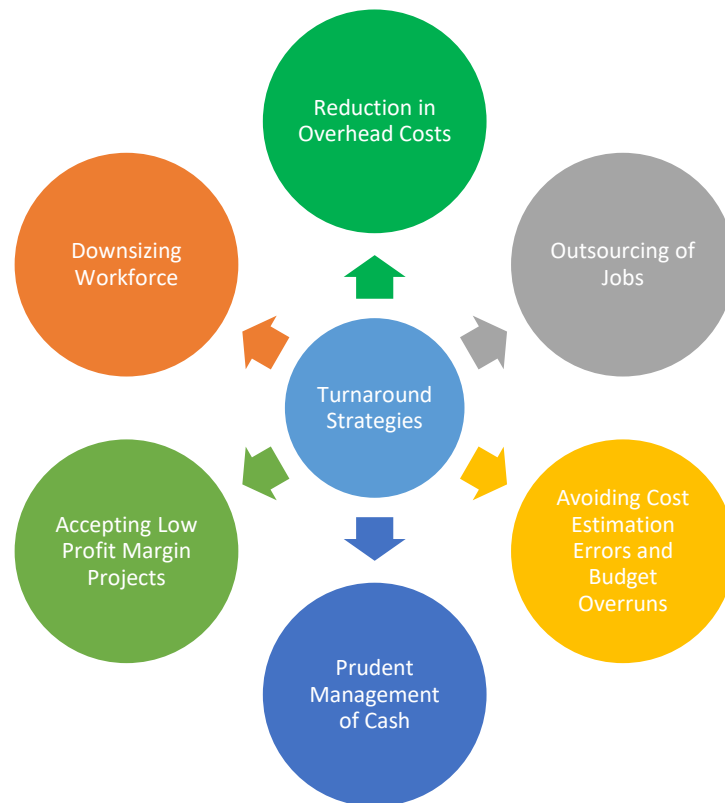 Reduction in
Overhead Costs
Downsizing
Workforce
Outsourcing of
Jobs
Turnaround
Strategies
Accepting Low
Profit Margin
Projects
Avoiding Cost
Estimation
Errors and
Budget
Overruns
Prudent
Management
of Cash